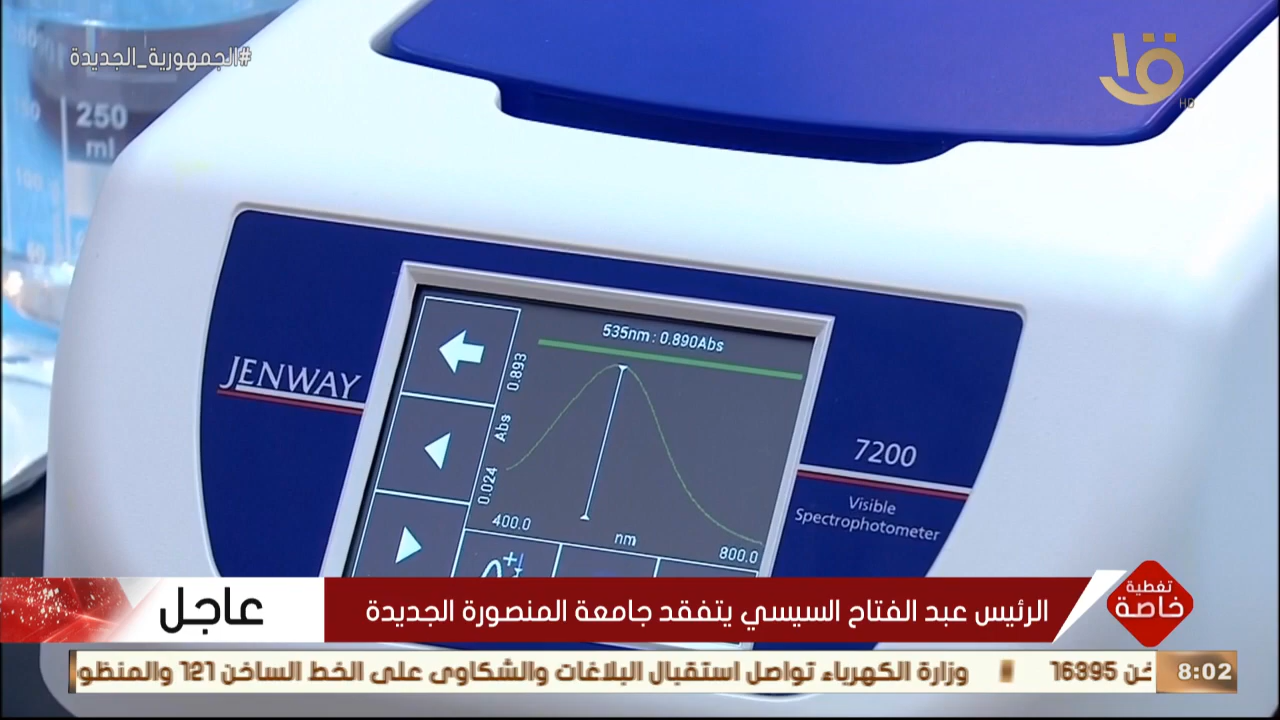 #الجمهورية_الجديدة
HD
250
ml
JENWAY
535nm : 0.890Abs
0.893
Abs
0.024
400.0
nm
800.0
7200
Visible
Spectrophotometer
تغطية
خاصة
عاجل
الرئيس عبد الفتاح السيسي يتفقد جامعة المنصورة الجديدة
8:02
16895 وزارة الكهرباء تواصل استقبال البلاغات والشكاوى على الخط الساخن 121